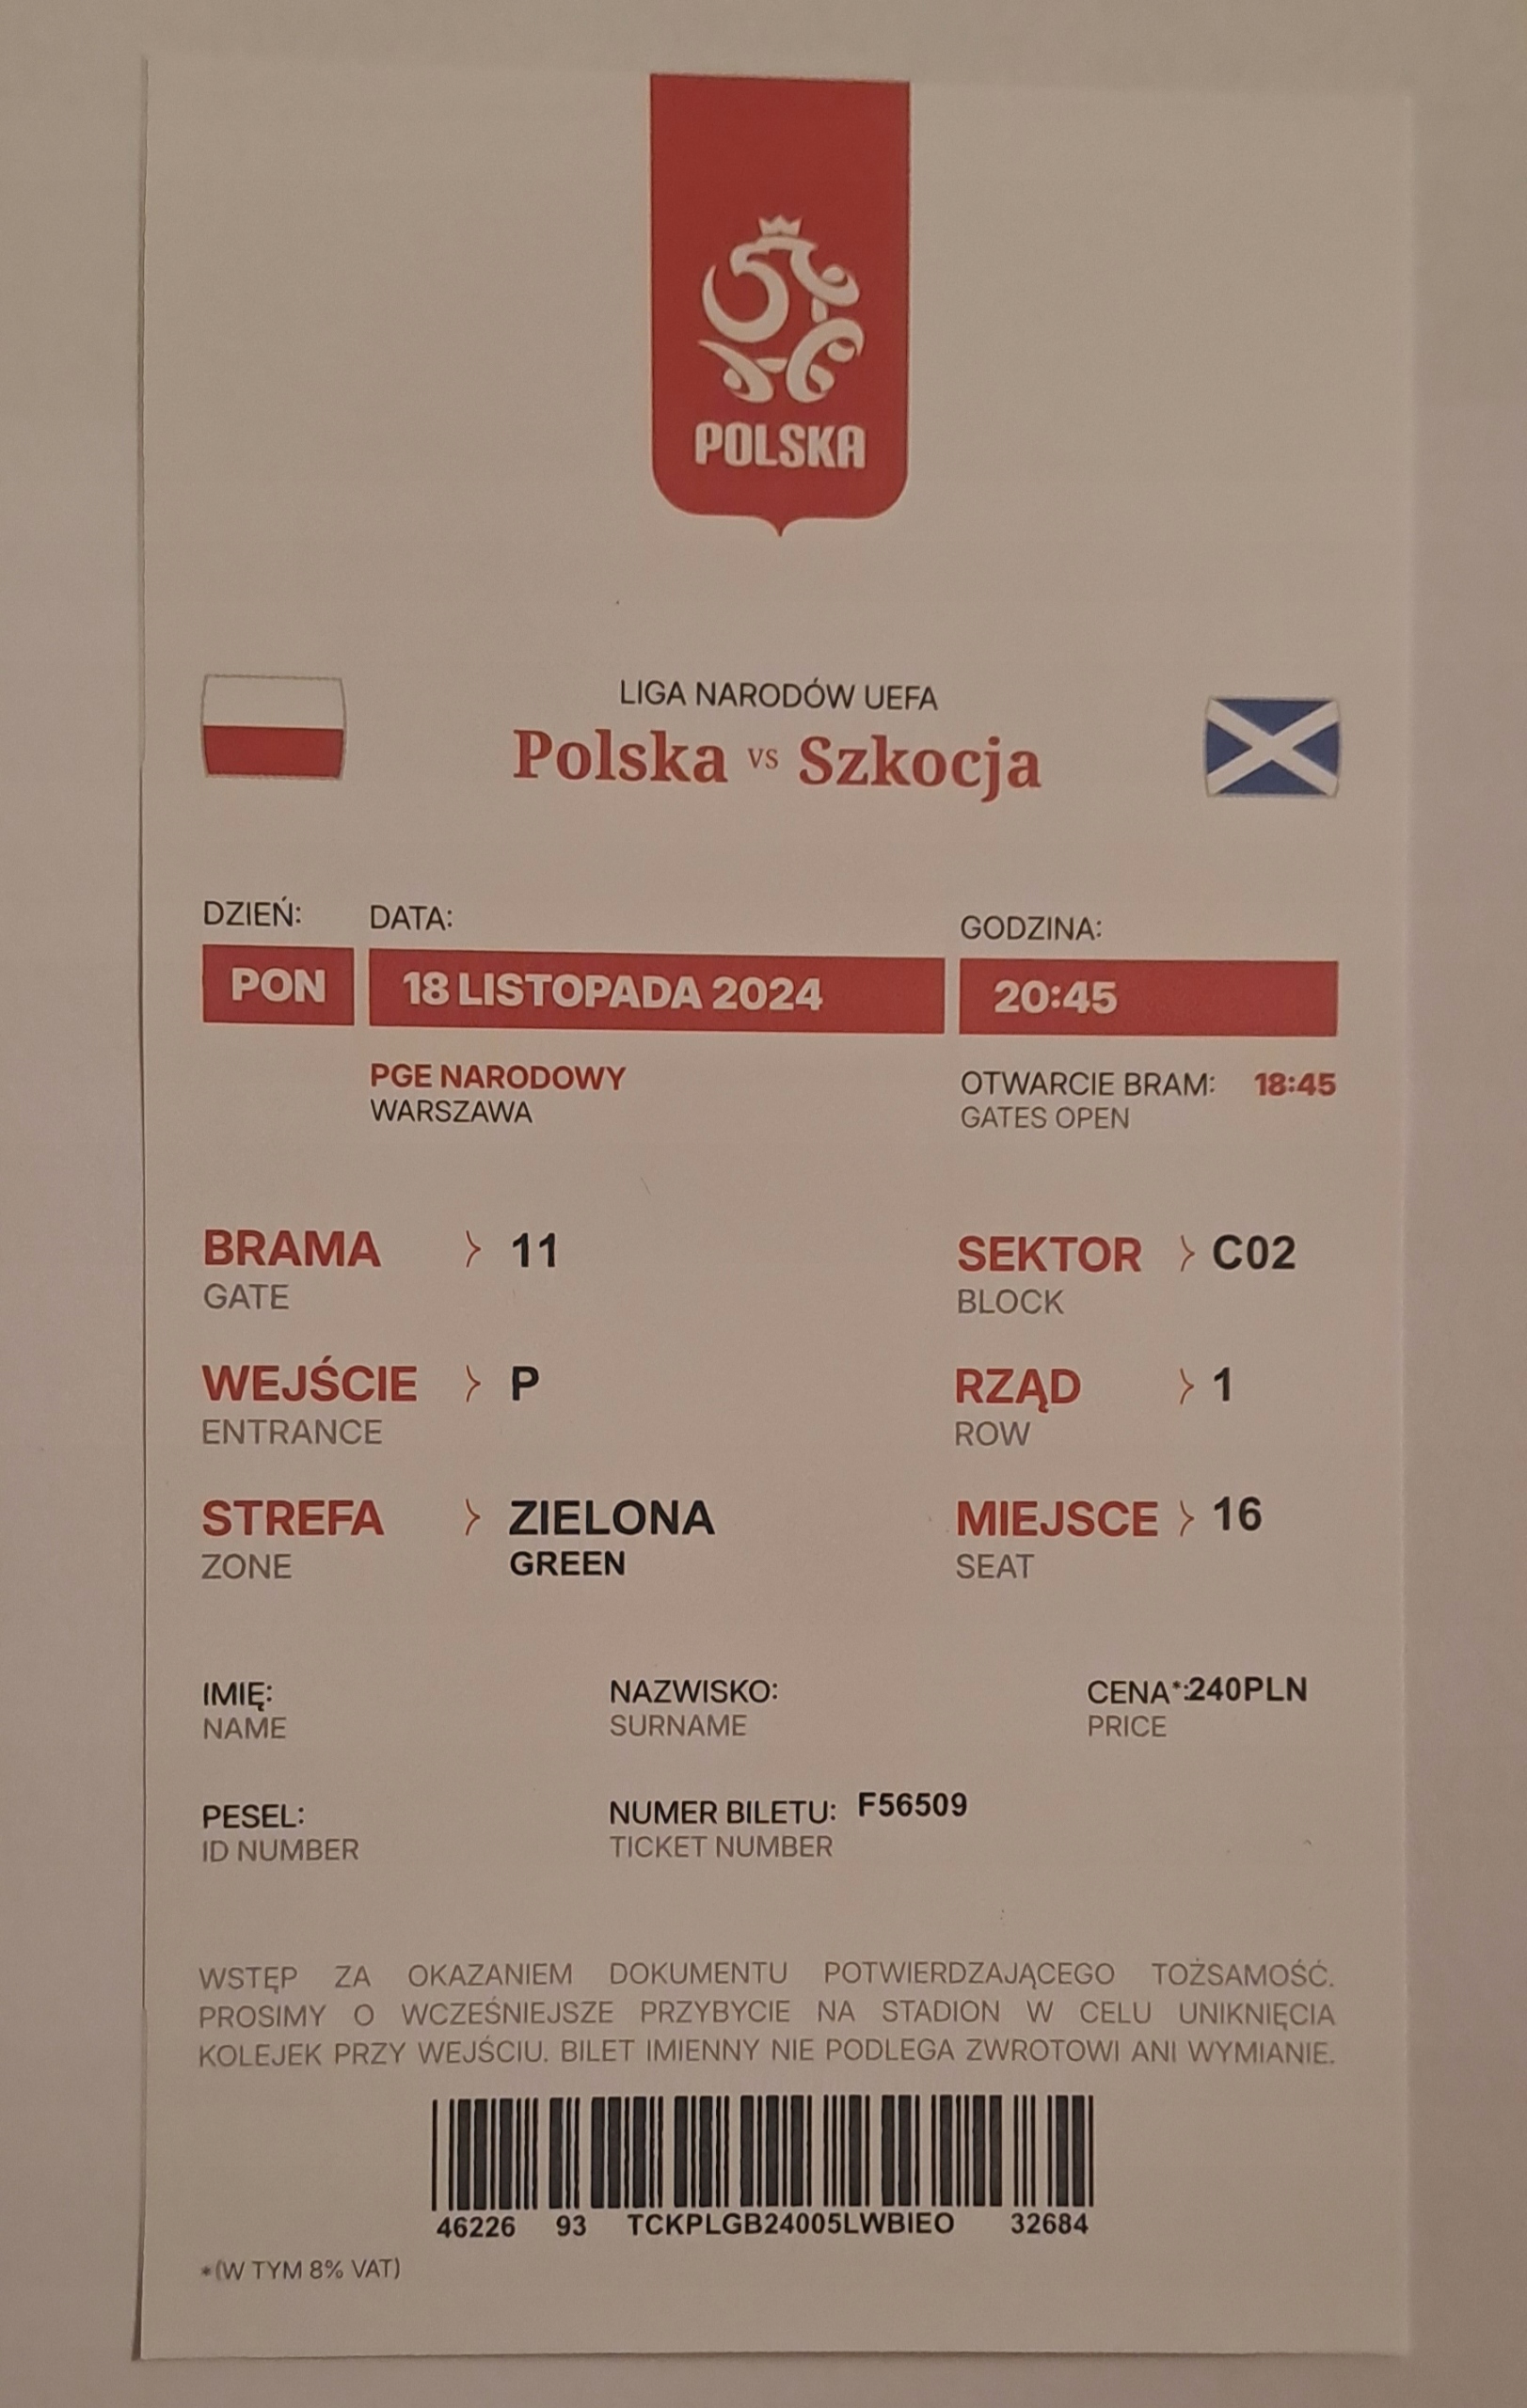 POLSKA
LIGA NARODÓW UEFA
Polska vs Szkocja
DZIEŃ: DATA: GODZINA:
PON 18 LISTOPADA 2024 20:45
PGE NARODOWY OTWARCIE BRAM: 18:45
WARSZAWA GATES OPEN
BRAMA 11 SEKTOR C02
GATE BLOCK
WEJŚCIE P RZĄD 1
ENTRANCE ROW
STREFA ZIELONA MIEJSCE 16
ZONE GREEN SEAT
IMIĘ: NAZWISKO: CENA*:240PLN
NAME SURNAME PRICE
PESEL: NUMER BILETU: F56509
ID NUMBER TICKET NUMBER
WSTĘP ZA OKAZANIEM DOKUMENTU POTWIERDZAJĄCEGO TOŻSAMOŚĆ.
PROSIMY O WCZEŚNIEJSZE PRZYBYCIE NA STADION W CELU UNIKNIĘCIA
KOLEJEK PRZY WEJŚCIU. BILET IMIENNY NIE PODLEGA ZWROTOWI ANI WYMIANIE.
46226 93 TCKPLGB24005LWBIEO 32684
*(W TYM 8% VAT)